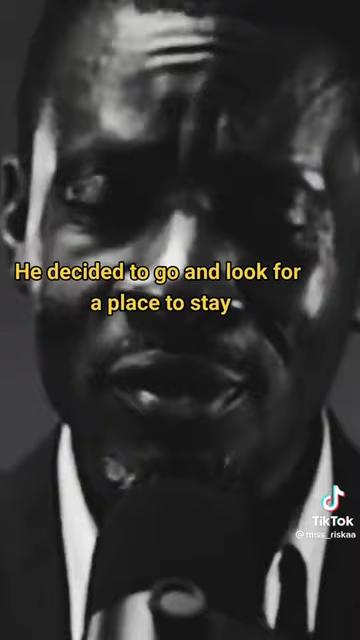 He decided to go and look for
a place to stay
TikTok
@miss_riskaa